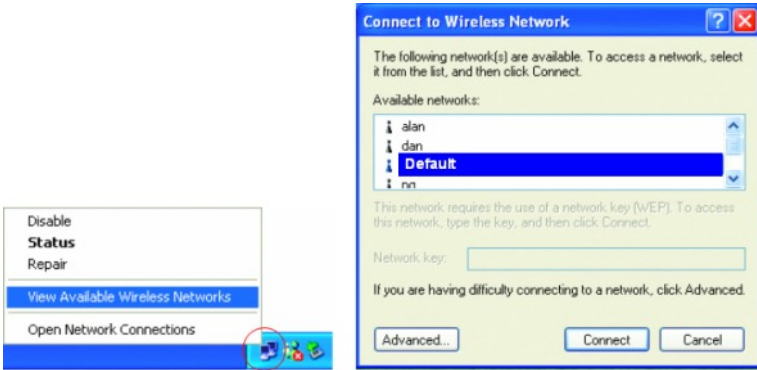 Disable
Status
Repair
View Available Wireless Networks
Open Network Connections
Connect to Wireless Network
The following network(s) are available. To access a network, select
it from the list, and then click Connect.
Available networks:
alan
dan
Default
ng
This network requires the use of a network key (WEP). To access
this network, type the key, and then click Connect.
Network key:
If you are having difficulty connecting to a network, click Advanced.
Advanced...
Connect
Cancel